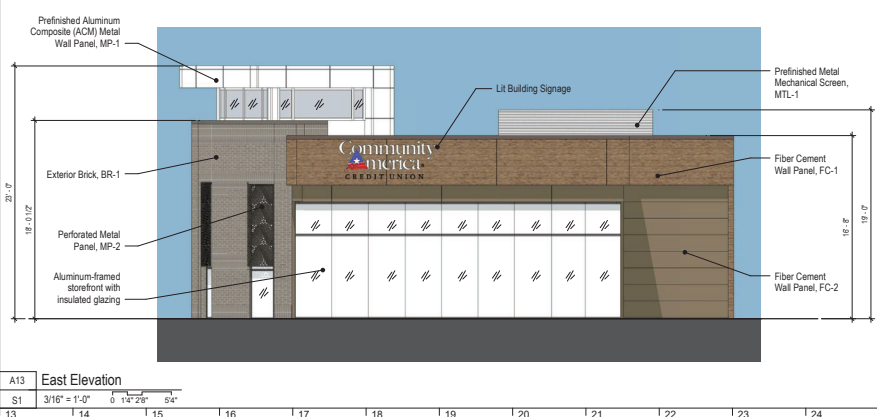 Prefinished Aluminum
Composite (ACM) Metal
Wall Panel, MP-1
Exterior Brick, BR-1
Perforated Metal
Panel, MP-2
Aluminum-framed
storefront with
insulated glazing
23' - 0"
18' - 0 1/2"
Lit Building Signage
Community
America
CREDIT UNION
Prefinished Metal
Mechanical Screen,
MTL-1
Fiber Cement
Wall Panel, FC-1
Fiber Cement
Wall Panel, FC-2
16' - 8"
19' - 0"
A13 East Elevation
S1 3/16" = 1'-0" 0 1'4" 2'8" 5'4"
13 14 15 16 17 18 19 20 21 22 23 24